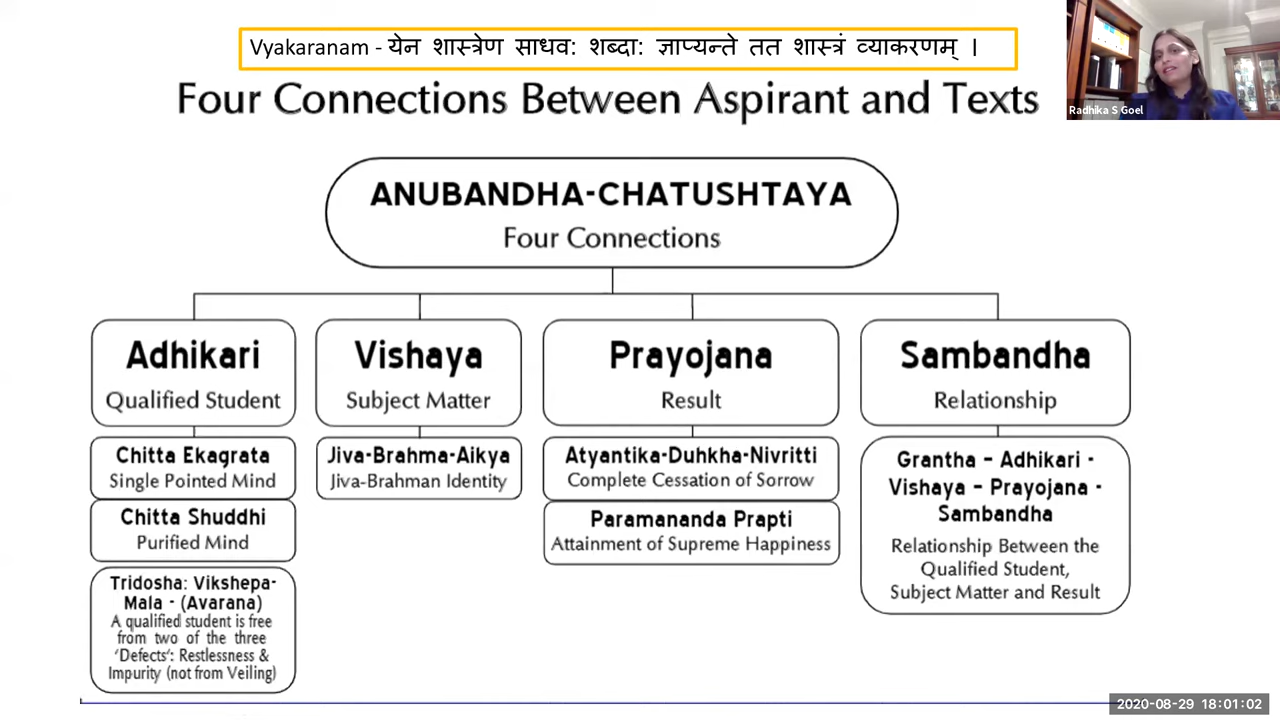 Vyakaranam - येन शास्त्रेण साधव: शब्दा: ज्ञाप्यन्ते तत शास्त्रं व्याकरणम् ।
Radhika S Goel
Four Connections Between Aspirant and Texts
ANUBANDHA-CHATUSHTAYA
Four Connections
Adhikari
Qualified Student
Chitta Ekagrata
Single Pointed Mind
Chitta Shuddhi
Purified Mind
Tridosha: Vikshepa-
Mala - (Avarana)
A qualified student is free
from two of the three
'Defects': Restlessness &
Impurity (not from Veiling)
Vishaya
Subject Matter
Jiva-Brahma-Aikya
Jiva-Brahman Identity
Prayojana
Result
Atyantika-Duhkha-Nivritti
Complete Cessation of Sorrow
Paramananda Prapti
Attainment of Supreme Happiness
Sambandha
Relationship
Grantha – Adhikari -
Vishaya – Prayojana -
Sambandha
Relationship Between the
Qualified Student,
Subject Matter and Result
2020-08-29 18:01:02